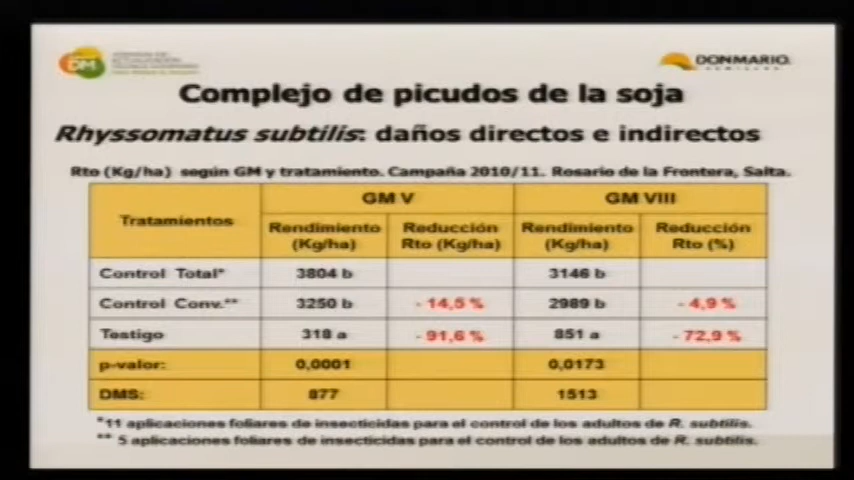 DM
DONMARIO
SEMILLAS
Complejo de picudos de la soja
Rhyssomatus subtilis: daños directos e indirectos
Rto (Kg/ha) según GM y tratamiento. Campaña 2010/11. Rosario de la Frontera, Salta.
Tratamientos GM V GM VIII
Rendimiento (Kg/ha) Reducción Rto (Kg/ha) Rendimiento (Kg/ha) Reducción Rto (%)
Control Total* 3804 b 3146 b
Control Conv.** 3250 b - 14,5 % 2989 b - 4,9 %
Testigo 318 a - 91,6 % 851 a - 72,9 %
p-valor: 0,0001 0,0173
DMS: 877 1513
*11 aplicaciones foliares de insecticidas para el control de los adultos de R. subtilis.
** 5 aplicaciones foliares de insecticidas para el control de los adultos de R. subtilis.